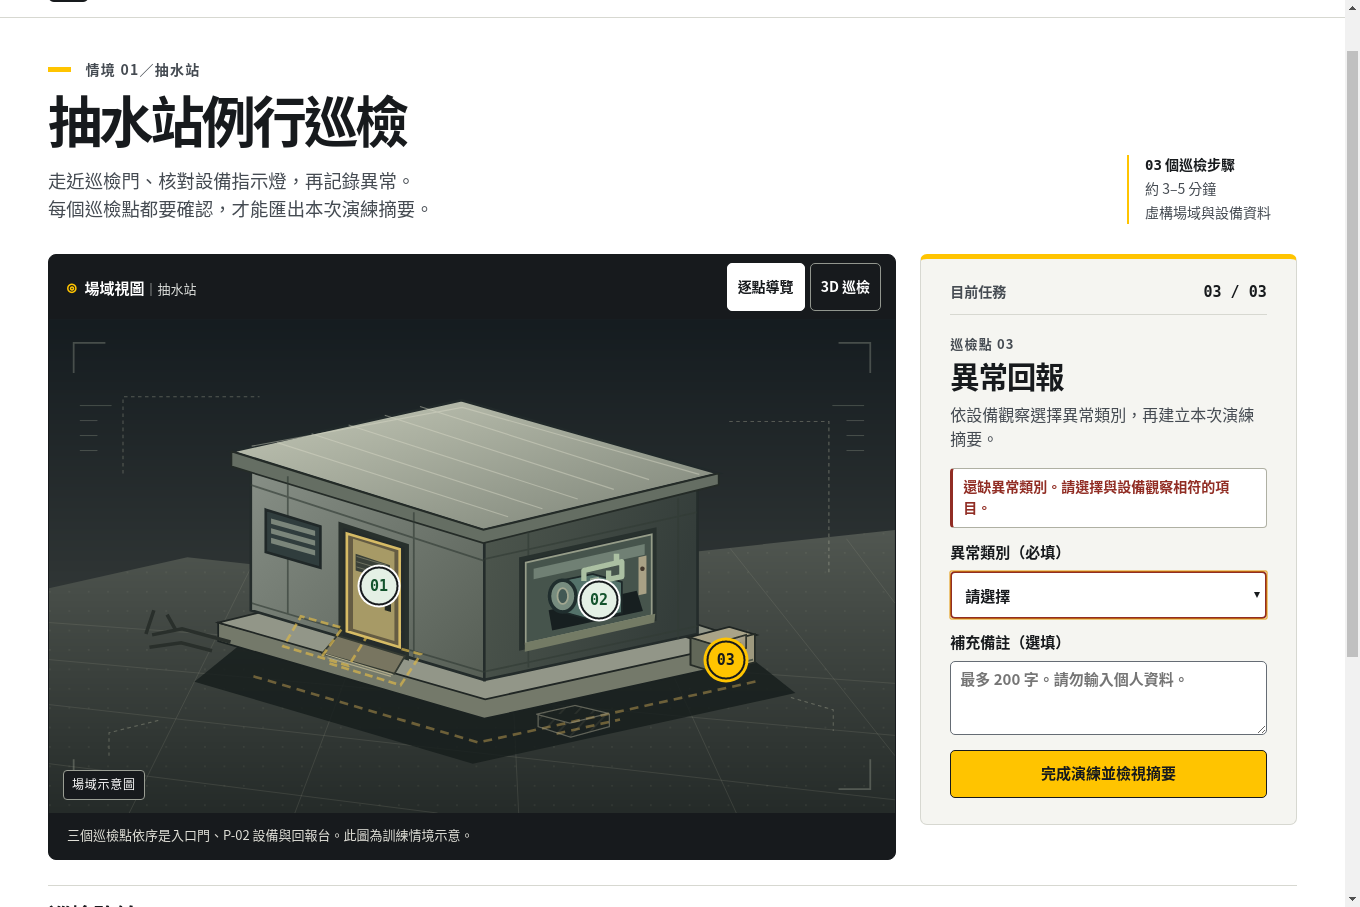 情境 01／抽水站
抽水站例行巡檢
走近巡檢門、核對設備指示燈，再記錄異常。
每個巡檢點都要確認，才能匯出本次演練摘要。
03 個巡檢步驟
約 3–5 分鐘
虛構場域與設備資料
場域視圖｜抽水站
逐點導覽
3D 巡檢
01
02
03
場域示意圖
三個巡檢點依序是入口門、P-02 設備與回報台。此圖為訓練情境示意。
目前任務
03 / 03
巡檢點 03
異常回報
依設備觀察選擇異常類別，再建立本次演練
摘要。
還缺異常類別。請選擇與設備觀察相符的項
目。
異常類別（必填）
請選擇
補充備註（選填）
最多 200 字。請勿輸入個人資料。
完成演練並檢視摘要